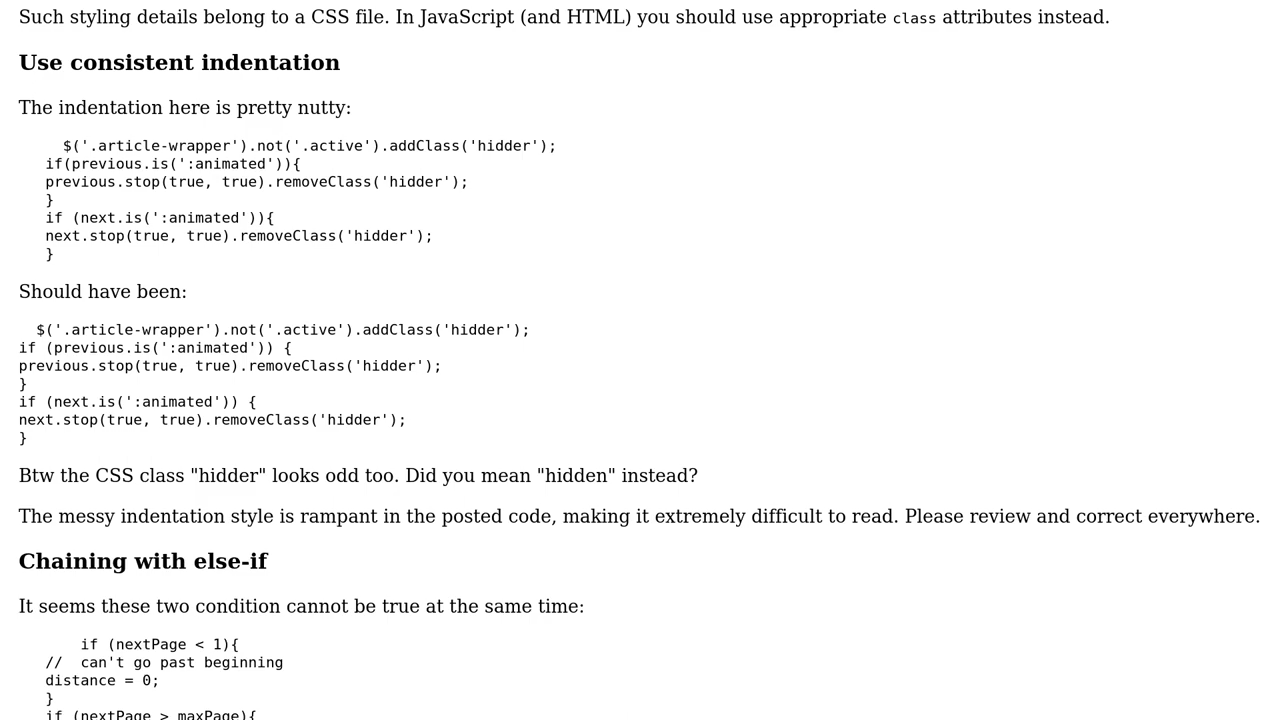 Such styling details belong to a CSS file. In JavaScript (and HTML) you should use appropriate class attributes instead.
Use consistent indentation
The indentation here is pretty nutty:
     $('.article-wrapper').not('.active').addClass('hidder');
   if(previous.is(':animated')){
   previous.stop(true, true).removeClass('hidder');
   }
   if (next.is(':animated')){
   next.stop(true, true).removeClass('hidder');
   }
Should have been:
  $('.article-wrapper').not('.active').addClass('hidder');
if (previous.is(':animated')) {
previous.stop(true, true).removeClass('hidder');
}
if (next.is(':animated')) {
next.stop(true, true).removeClass('hidder');
}
Btw the CSS class "hidder" looks odd too. Did you mean "hidden" instead?
The messy indentation style is rampant in the posted code, making it extremely difficult to read. Please review and correct everywhere.
Chaining with else-if
It seems these two condition cannot be true at the same time:
       if (nextPage < 1){
   //  can't go past beginning
   distance = 0;
   }
   if (nextPage > maxPage){